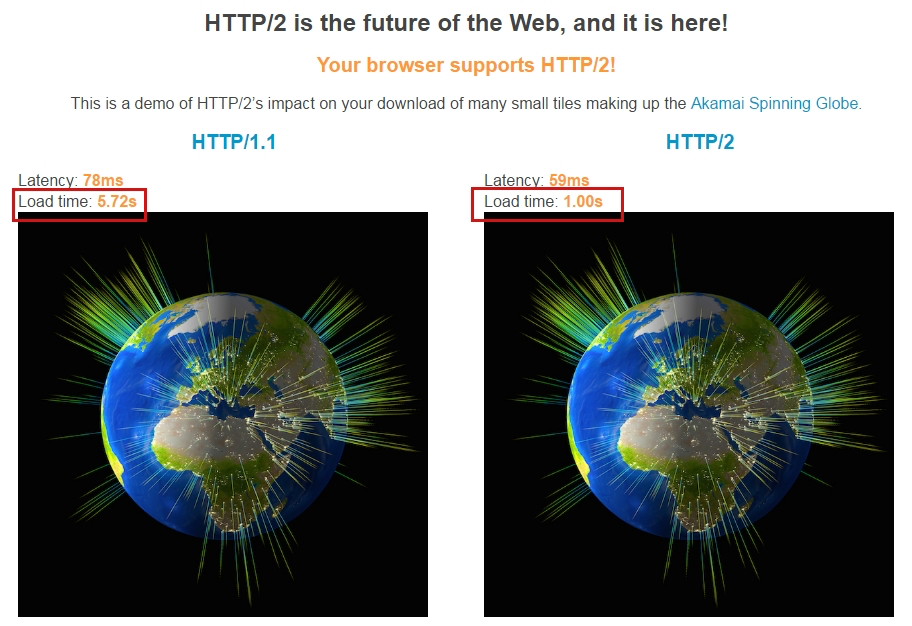 HTTP/2 is the future of the Web, and it is here!
Your browser supports HTTP/2!
This is a demo of HTTP/2's impact on your download of many small tiles making up the Akamai Spinning Globe.
HTTP/1.1
Latency: 78ms
Load time: 5.72s
HTTP/2
Latency: 59ms
Load time: 1.00s